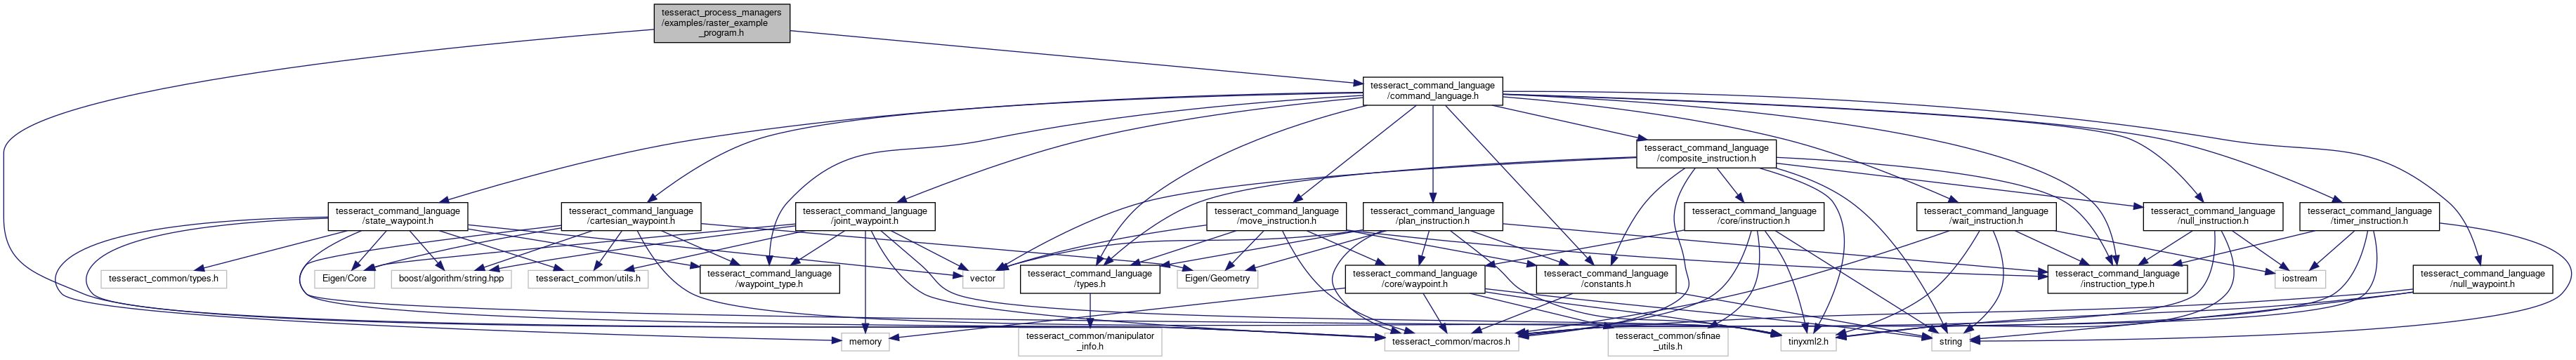 tesseract_process_managers
/examples/raster_example
_program.h
tesseract_command_language
/command_language.h
tesseract_command_language
/composite_instruction.h
tesseract_command_language
/state_waypoint.h
tesseract_command_language
/cartesian_waypoint.h
tesseract_command_language
/joint_waypoint.h
tesseract_command_language
/move_instruction.h
tesseract_command_language
/plan_instruction.h
tesseract_command_language
/core/instruction.h
tesseract_command_language
/wait_instruction.h
tesseract_command_language
/null_instruction.h
tesseract_command_language
/timer_instruction.h
tesseract_common/types.h
Eigen/Core
boost/algorithm/string.hpp
tesseract_common/utils.h
tesseract_command_language
/waypoint_type.h
vector
tesseract_command_language
/types.h
Eigen/Geometry
tesseract_command_language
/core/waypoint.h
tesseract_command_language
/constants.h
tesseract_command_language
/instruction_type.h
iostream
tesseract_command_language
/null_waypoint.h
memory
tesseract_common/manipulator
_info.h
tesseract_common/macros.h
tesseract_common/sfinae
_utils.h
tinyxml2.h
string